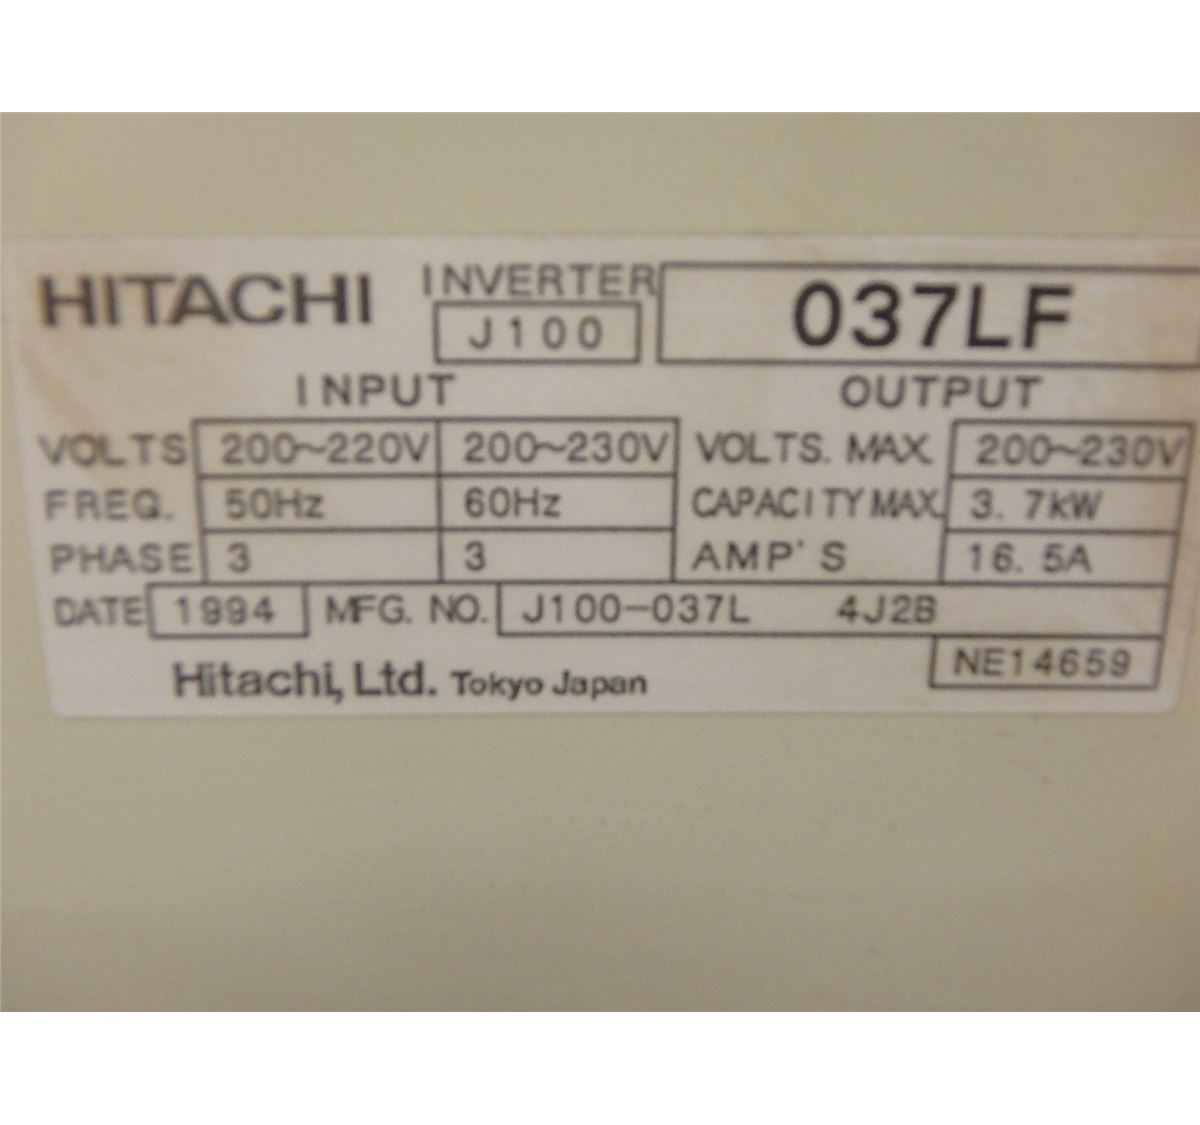 HITACHI INVERTER J100 037LF
INPUT OUTPUT
VOLTS 200~220V 200~230V VOLTS. MAX. 200~230V
FREQ. 50Hz 60Hz CAPACITY MAX. 3.7kW
PHASE 3 3 AMP'S 16.5A
DATE 1994 MFG. NO. J100-037L 4J2B
NE14659
Hitachi, Ltd. Tokyo Japan